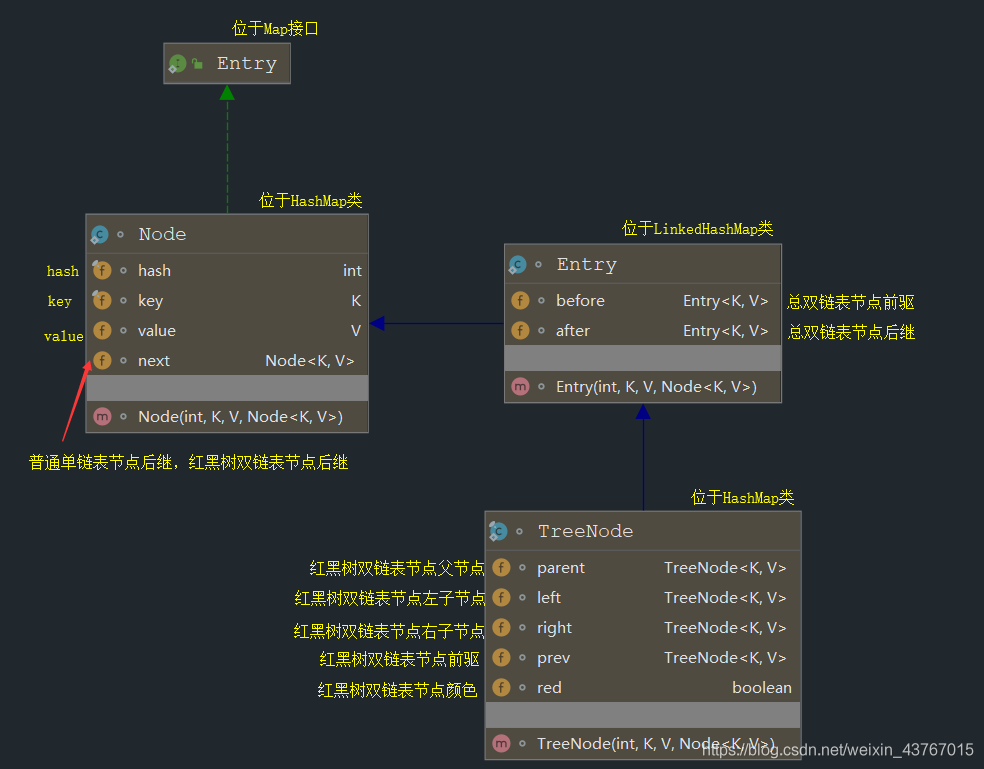 位于Map接口
Entry
位于HashMap类
Node
hash hash int
key key K
value value V
next Node<K, V>
Node(int, K, V, Node<K, V>)
普通单链表节点后继，红黑树双链表节点后继
位于LinkedHashMap类
Entry
before Entry<K, V> 总双链表节点前驱
after Entry<K, V> 总双链表节点后继
Entry(int, K, V, Node<K, V>)
位于HashMap类
TreeNode
红黑树双链表节点父节点 parent TreeNode<K, V>
红黑树双链表节点左子节点 left TreeNode<K, V>
红黑树双链表节点右子节点 right TreeNode<K, V>
红黑树双链表节点前驱 prev TreeNode<K, V>
红黑树双链表节点颜色 red boolean
TreeNode(int, K, V, Node<K, V>)
https://blog.csdn.net/weixin_43767015